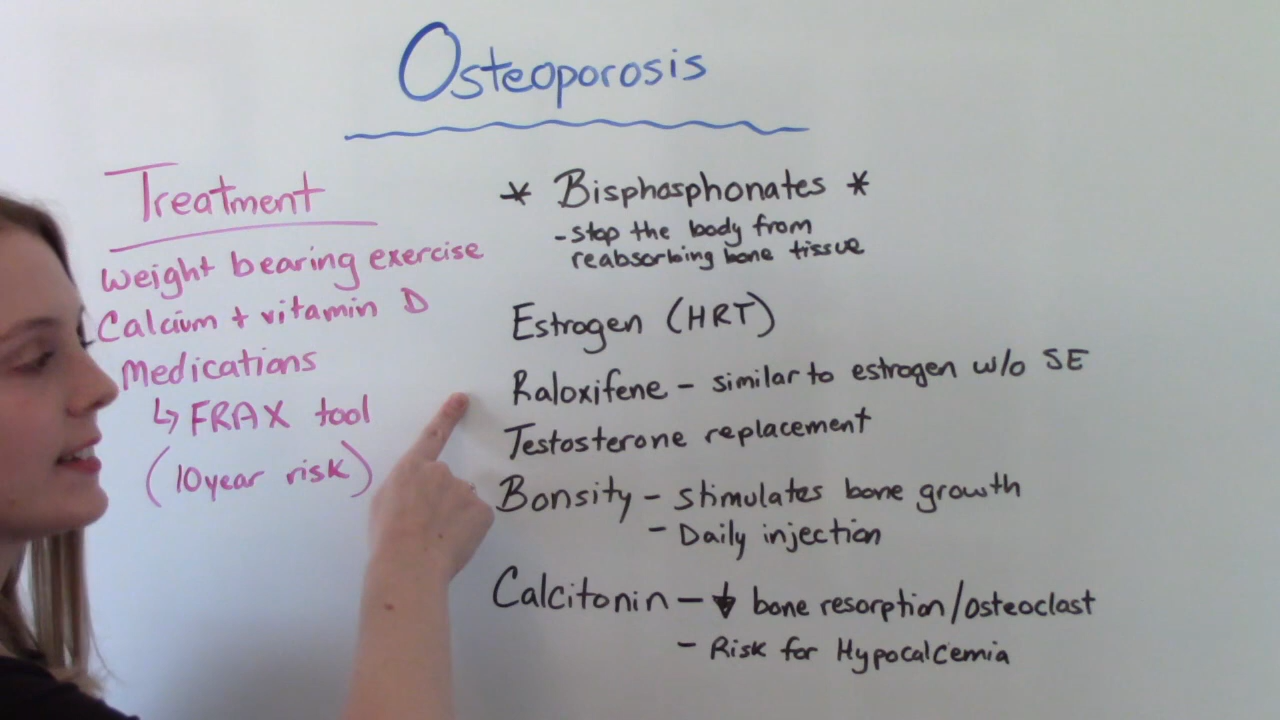 Osteoporosis
Treatment
Weight bearing exercise
Calcium + vitamin D
Medications
↳ FRAX tool
(10 year risk)
* Bisphosphonates *
- stop the body from
reabsorbing bone tissue
Estrogen (HRT)
Raloxifene - similar to estrogen w/o SE
Testosterone replacement
Bonsity - stimulates bone growth
- Daily injection
Calcitonin - ↓ bone resorption/osteoclast
- Risk for Hypocalcemia